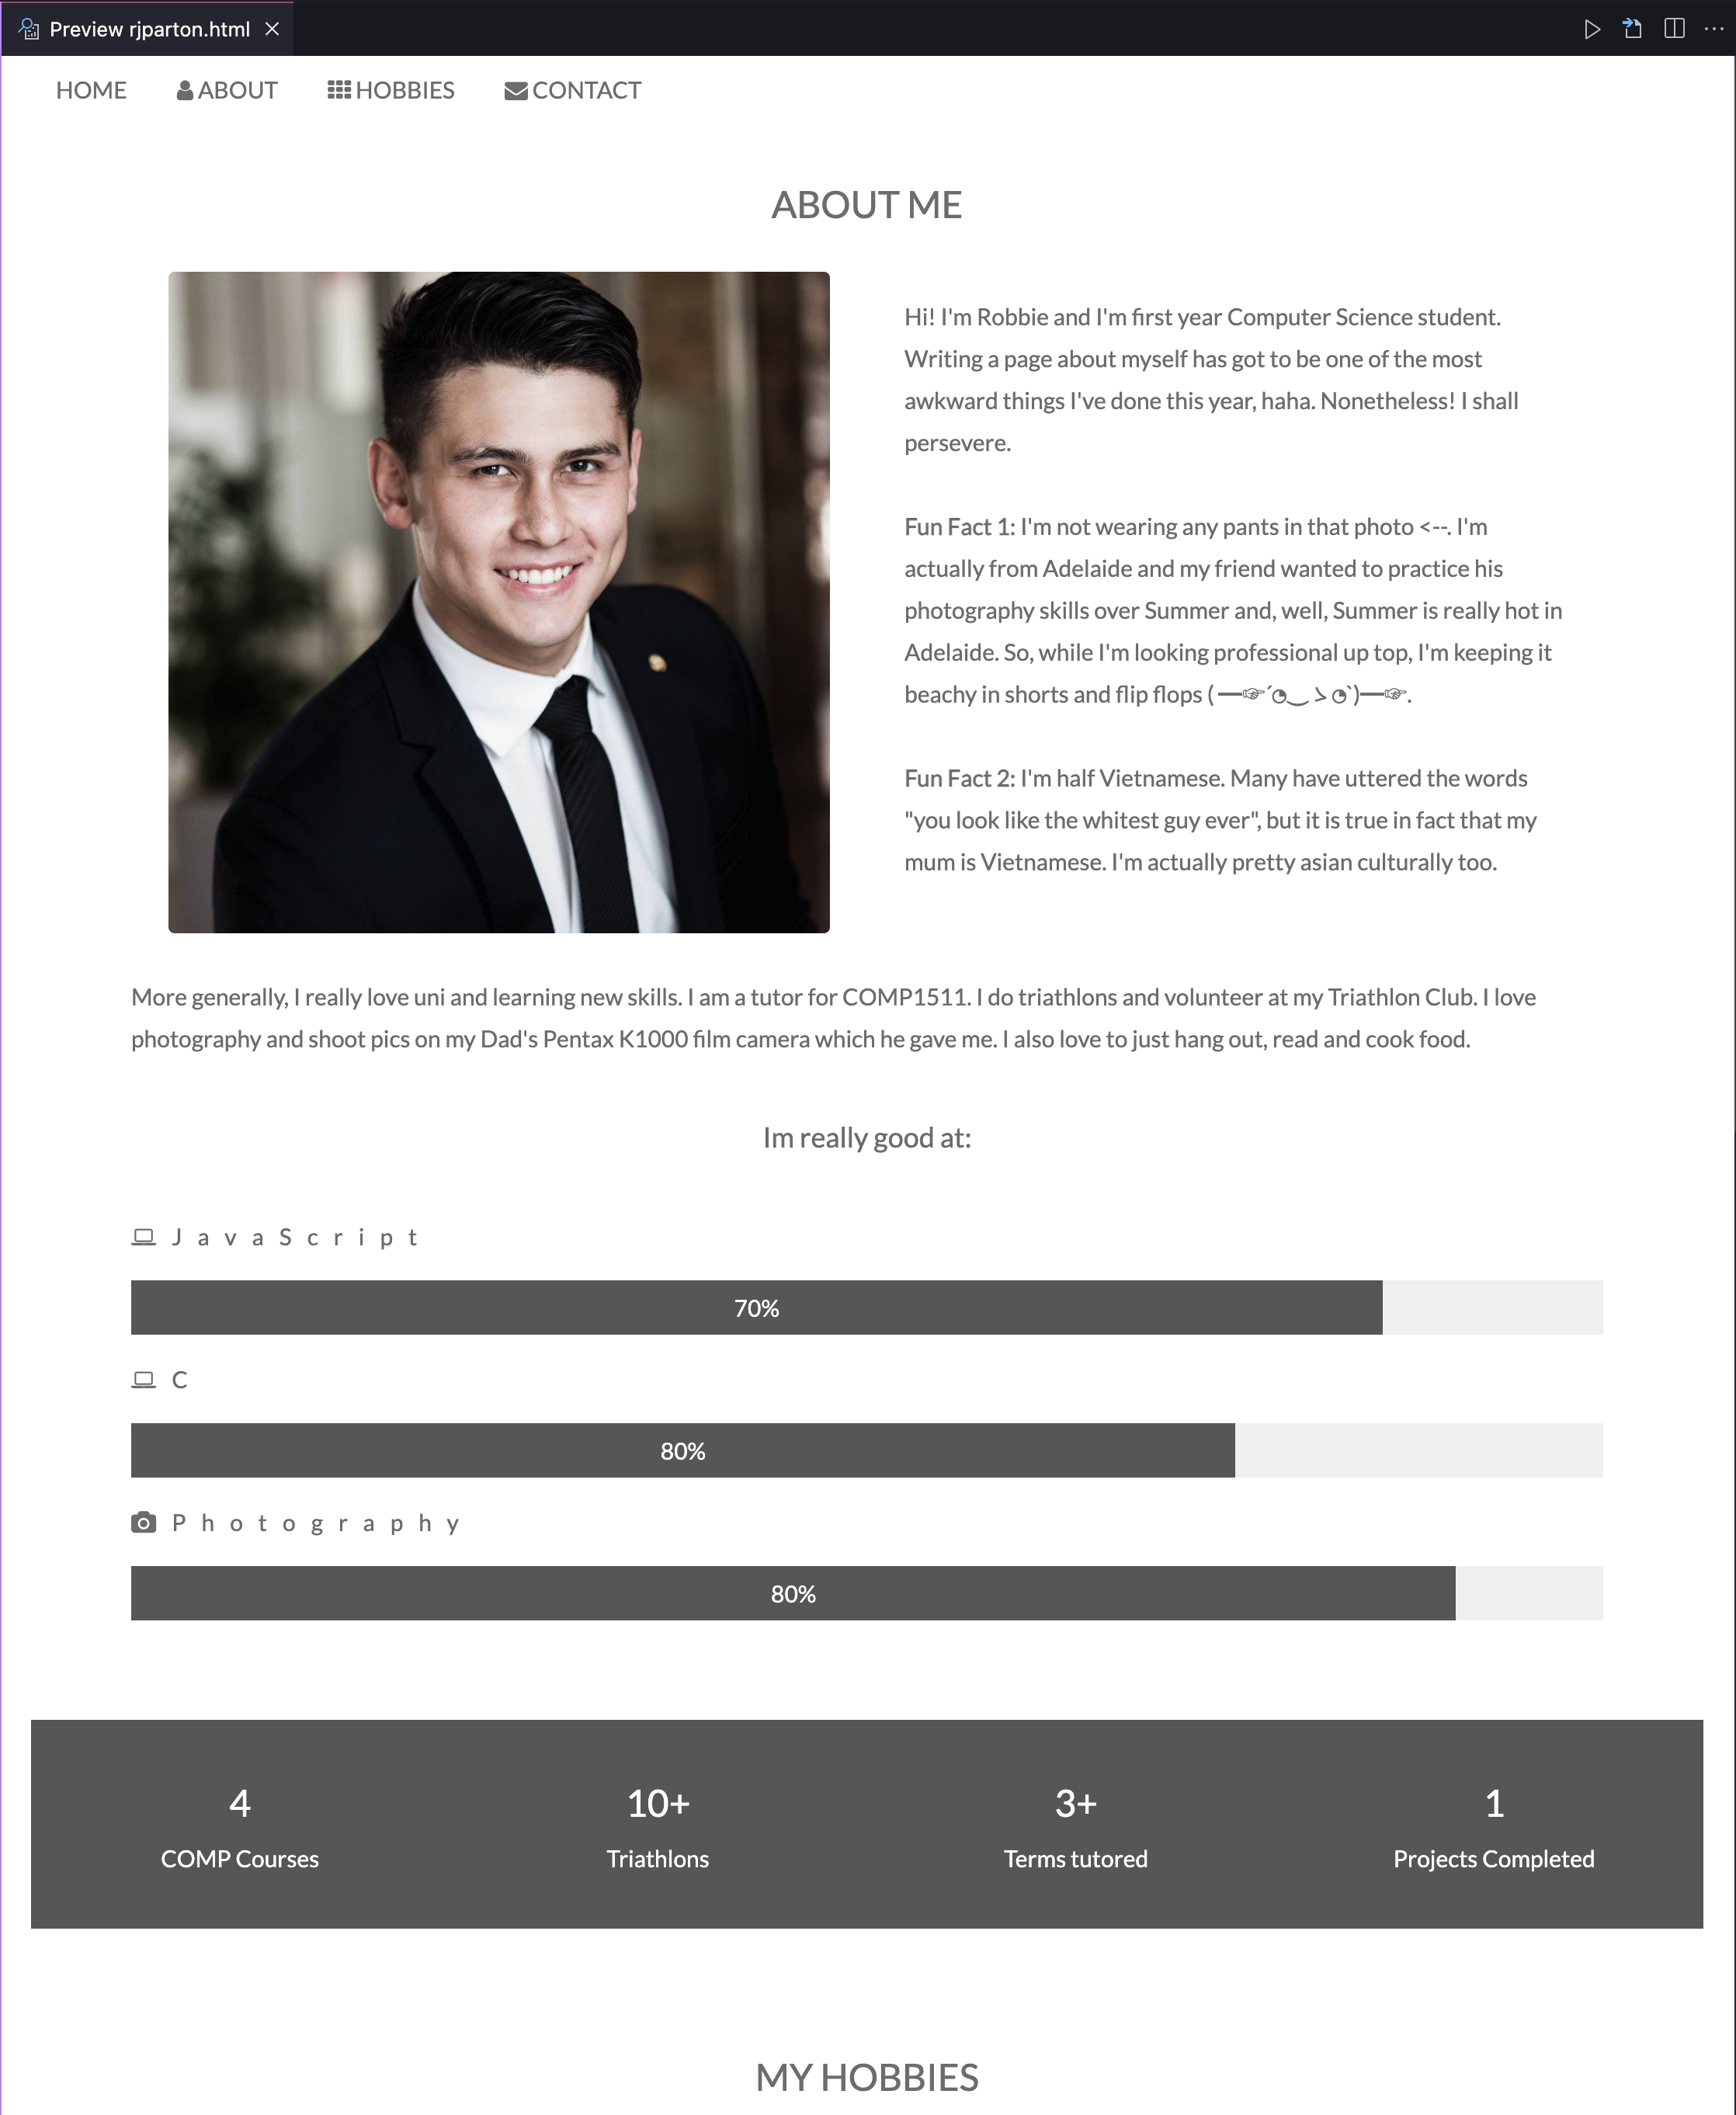 Preview rjparton.html
HOME ABOUT HOBBIES CONTACT
ABOUT ME
Hi! I'm Robbie and I'm first year Computer Science student.
Writing a page about myself has got to be one of the most
awkward things I've done this year, haha. Nonetheless! I shall
persevere.
Fun Fact 1: I'm not wearing any pants in that photo <--. I'm
actually from Adelaide and my friend wanted to practice his
photography skills over Summer and, well, Summer is really hot in
Adelaide. So, while I'm looking professional up top, I'm keeping it
beachy in shorts and flip flops (━☞´◔‿ゝ◔`)━☞.
Fun Fact 2: I'm half Vietnamese. Many have uttered the words
"you look like the whitest guy ever", but it is true in fact that my
mum is Vietnamese. I'm actually pretty asian culturally too.
More generally, I really love uni and learning new skills. I am a tutor for COMP1511. I do triathlons and volunteer at my Triathlon Club. I love
photography and shoot pics on my Dad's Pentax K1000 film camera which he gave me. I also love to just hang out, read and cook food.
Im really good at:
JavaScript
70%
C
80%
Photography
80%
4 10+ 3+ 1
COMP Courses Triathlons Terms tutored Projects Completed
MY HOBBIES